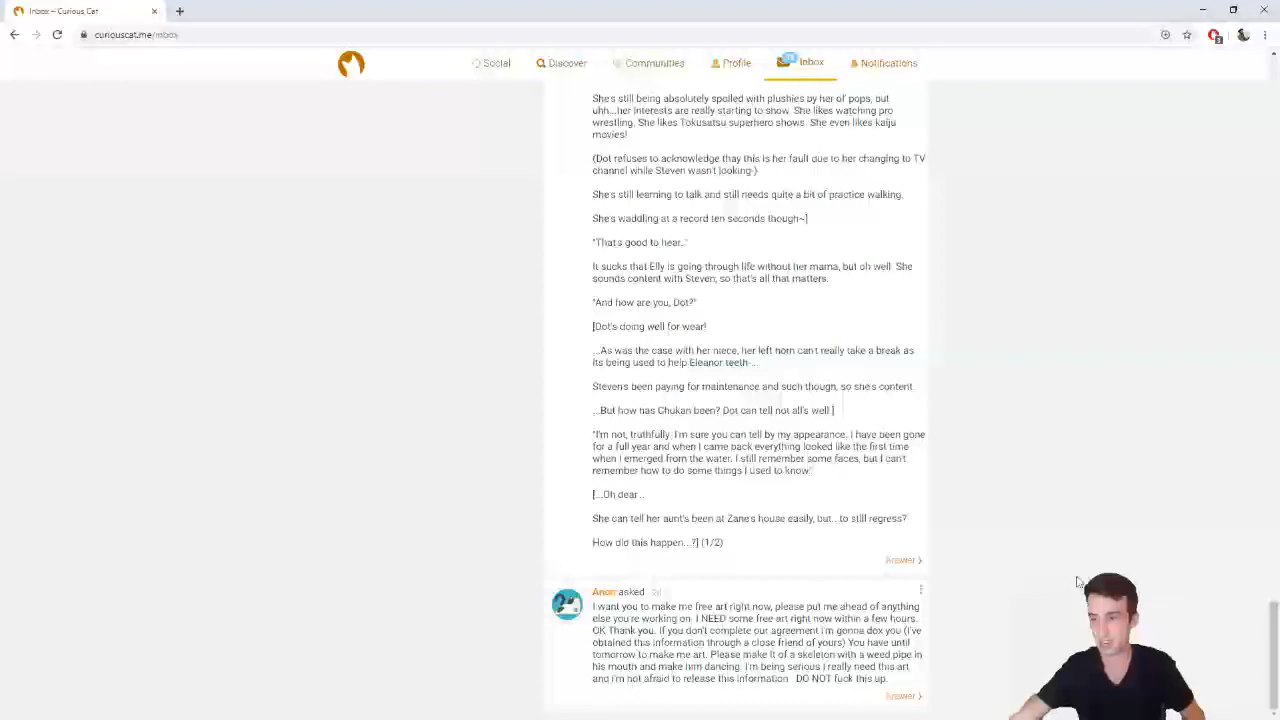 Inbox – Curious Cat
curiouscat.me/inbox
Social
Discover
Communities
Profile
Inbox
Notifications
She's still being absolutely spoiled with plushies by her ol' pops, but
uhh...her interests are really starting to show. She likes watching pro
wrestling. She likes Tokusatsu superhero shows. She even likes kaiju
movies!
(Dot refuses to acknowledge thay this is her fault due to her changing to TV
channel while Steven wasn't looking-)
She's still learning to talk and still needs quite a bit of practice walking.
She's waddling at a record ten seconds though~]
"That's good to hear.."
It sucks that Elly is going through life without her mama, but oh well. She
sounds content with Steven, so that's all that matters.
"And how are you, Dot?"
[Dot's doing well for wear!
...As was the case with her niece, her left horn can't really take a break as
its being used to help Eleanor teeth-...
Steven's been paying for maintenance and such though, so she's content.
...But how has Chukan been? Dot can tell not all's well.]
"I'm not, truthfully. I'm sure you can tell by my appearance. I have been gone
for a full year and when I came back everything looked like the first time
when I emerged from the water. I still remember some faces, but I can't
remember how to do some things I used to know."
[...Oh dear...
She can tell her aunt's been at Zane's house easily, but...to still regress?
How did this happen...?] (1/2)
Answer
Anon asked 2d
I want you to make me free art right now, please put me ahead of anything
else you're working on. I NEED some free art right now within a few hours.
OK Thank you. If you don't complete our agreement i'm gonna dox you (I've
obtained this information through a close friend of yours) You have until
tomorrow to make me art. Please make it of a skeleton with a weed pipe in
his mouth and make him dancing. I'm being serious I really need this art
and i'm not afraid to release this information. DO NOT fuck this up.
Answer